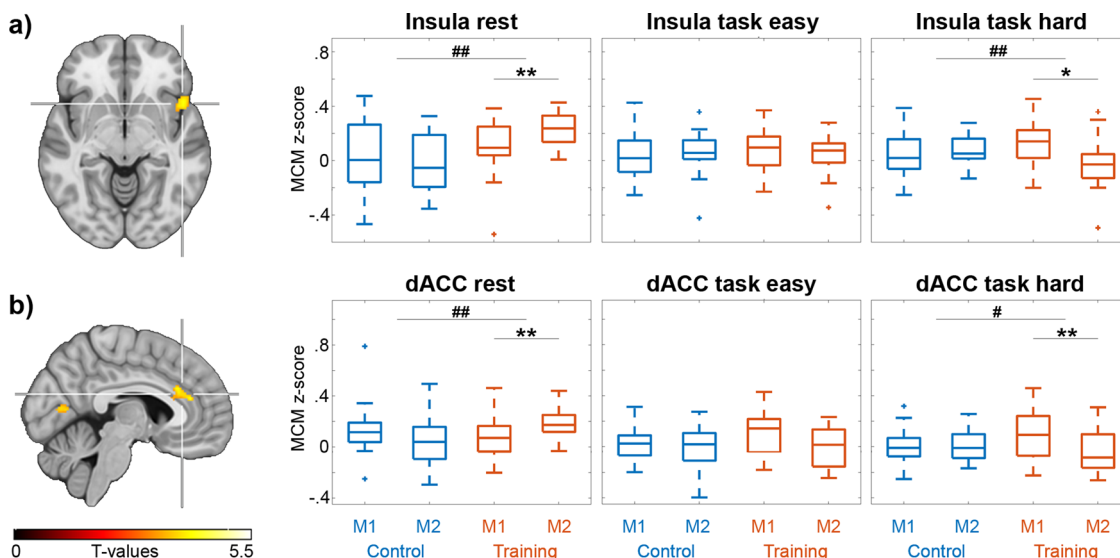 a)
Insula rest
Insula task easy
Insula task hard
MCM z-score
.8
.4
0
-.4
##
**
##
*
b)
dACC rest
dACC task easy
dACC task hard
MCM z-score
.8
.4
0
-.4
##
**
#
**
M1 M2 M1 M2
Control Training
M1 M2 M1 M2
Control Training
M1 M2 M1 M2
Control Training
0 T-values 5.5